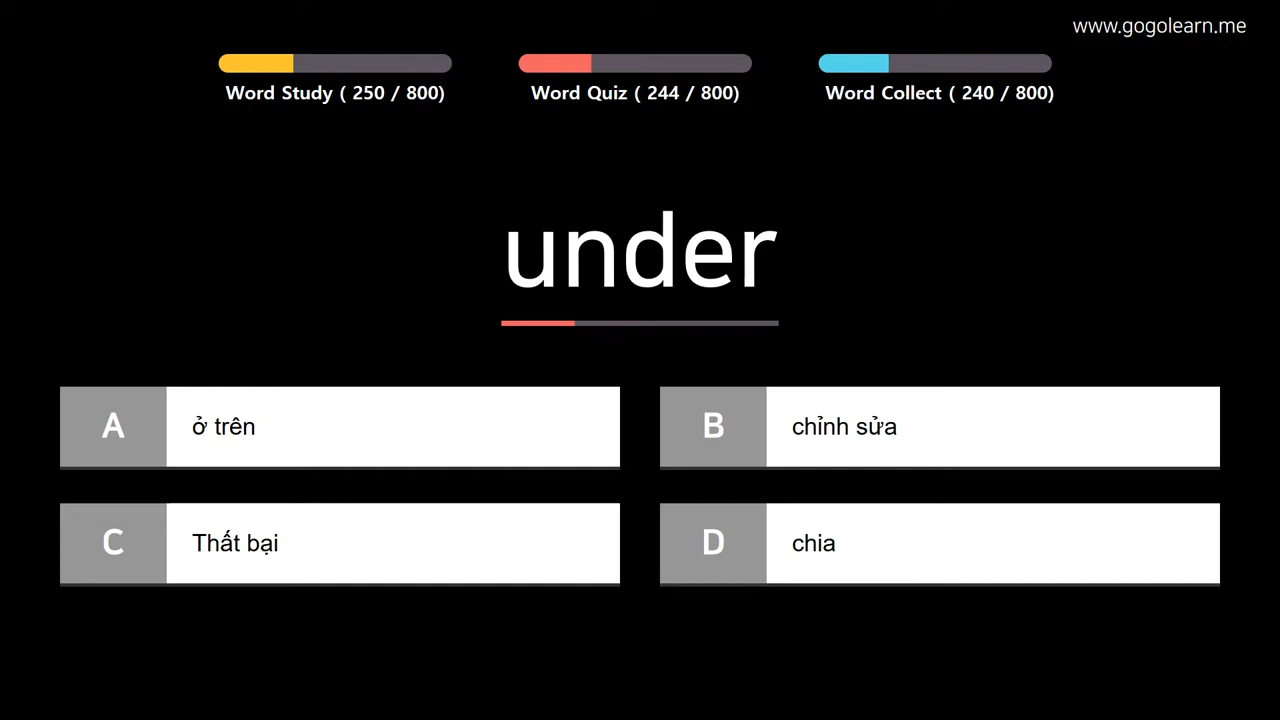 www.gogolearn.me
Word Study ( 250 / 800)
Word Quiz ( 244 / 800)
Word Collect ( 240 / 800)
under
A
ở trên
B
chỉnh sửa
C
Thất bại
D
chia